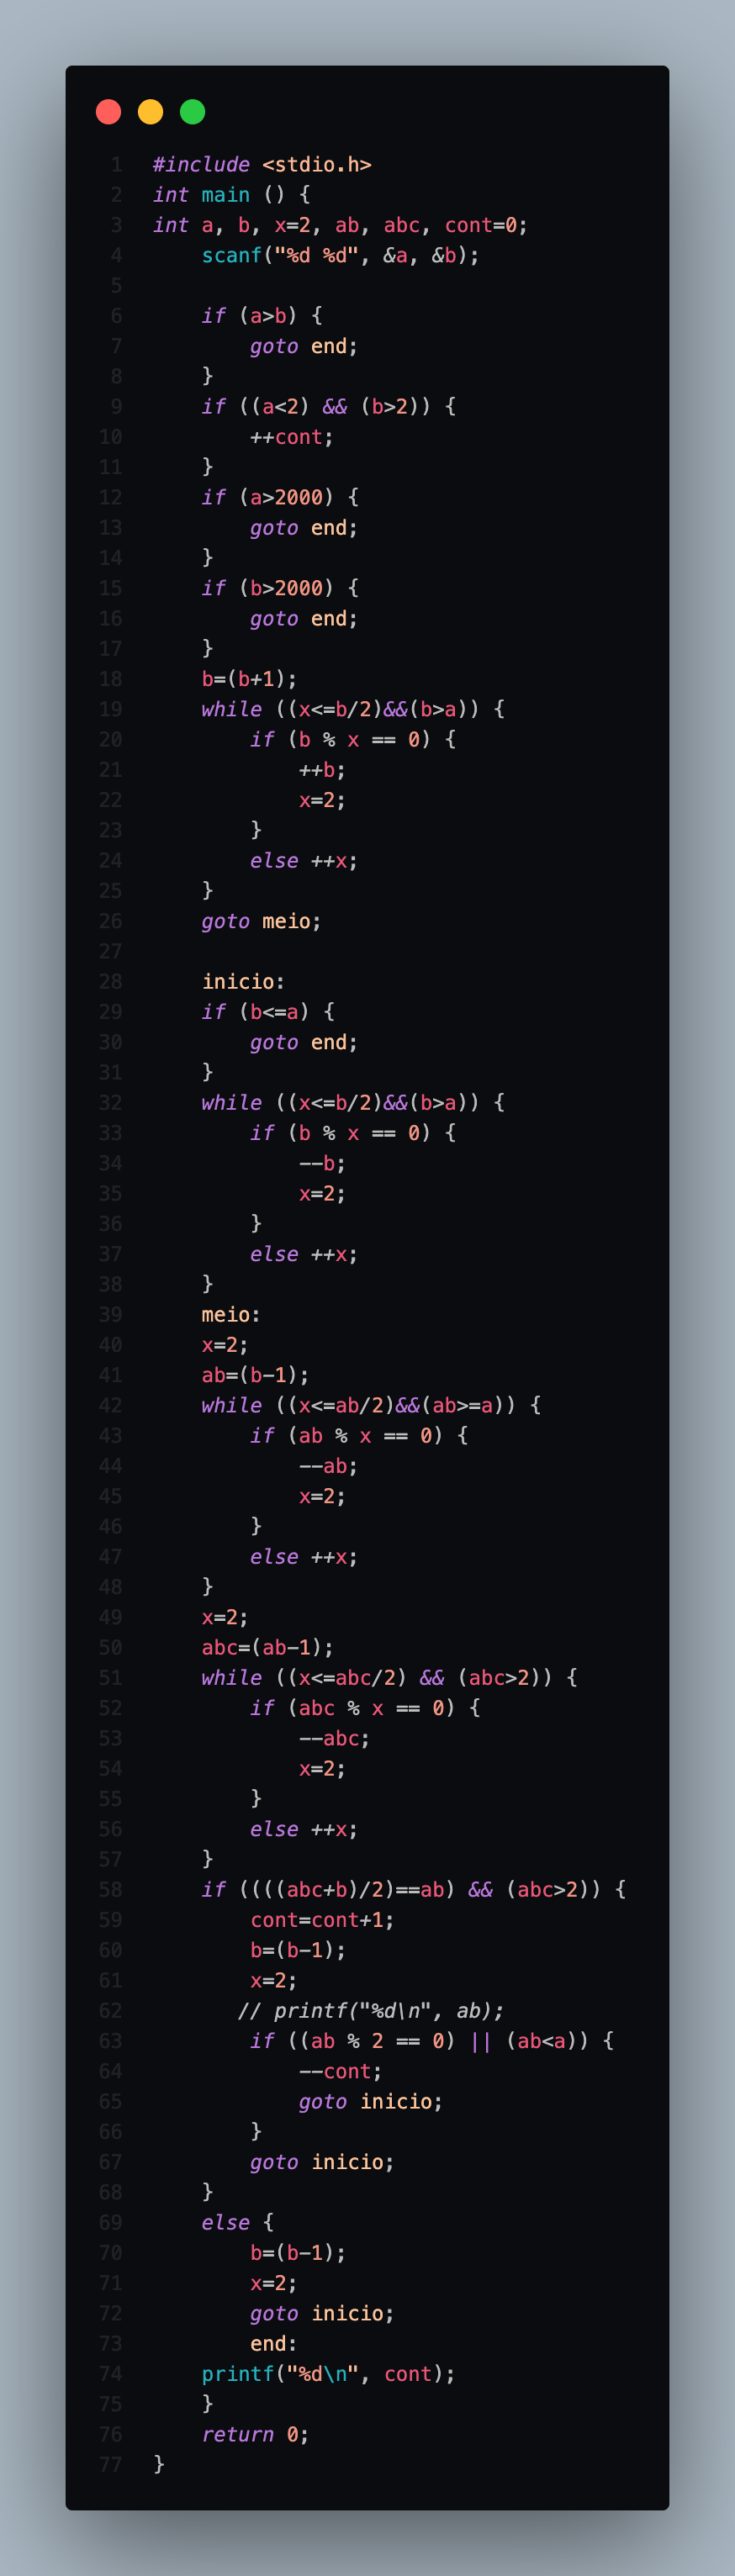 1 #include <stdio.h>
2 int main () {
3 int a, b, x=2, ab, abc, cont=0;
4     scanf("%d %d", &a, &b);
5
6     if (a>b) {
7         goto end;
8     }
9     if ((a<2) && (b>2)) {
10         ++cont;
11     }
12     if (a>2000) {
13         goto end;
14     }
15     if (b>2000) {
16         goto end;
17     }
18     b=(b+1);
19     while ((x<=b/2)&&(b>a)) {
20         if (b % x == 0) {
21             ++b;
22             x=2;
23         }
24         else ++x;
25     }
26     goto meio;
27
28     inicio:
29     if (b<=a) {
30         goto end;
31     }
32     while ((x<=b/2)&&(b>a)) {
33         if (b % x == 0) {
34             --b;
35             x=2;
36         }
37         else ++x;
38     }
39     meio:
40     x=2;
41     ab=(b-1);
42     while ((x<=ab/2)&&(ab>=a)) {
43         if (ab % x == 0) {
44             --ab;
45             x=2;
46         }
47         else ++x;
48     }
49     x=2;
50     abc=(ab-1);
51     while ((x<=abc/2) && (abc>2)) {
52         if (abc % x == 0) {
53             --abc;
54             x=2;
55         }
56         else ++x;
57     }
58     if ((((abc+b)/2)==ab) && (abc>2)) {
59         cont=cont+1;
60         b=(b-1);
61         x=2;
62        // printf("%d\n", ab);
63         if ((ab % 2 == 0) || (ab<a)) {
64             --cont;
65             goto inicio;
66         }
67         goto inicio;
68     }
69     else {
70         b=(b-1);
71         x=2;
72         goto inicio;
73         end:
74     printf("%d\n", cont);
75     }
76     return 0;
77 }